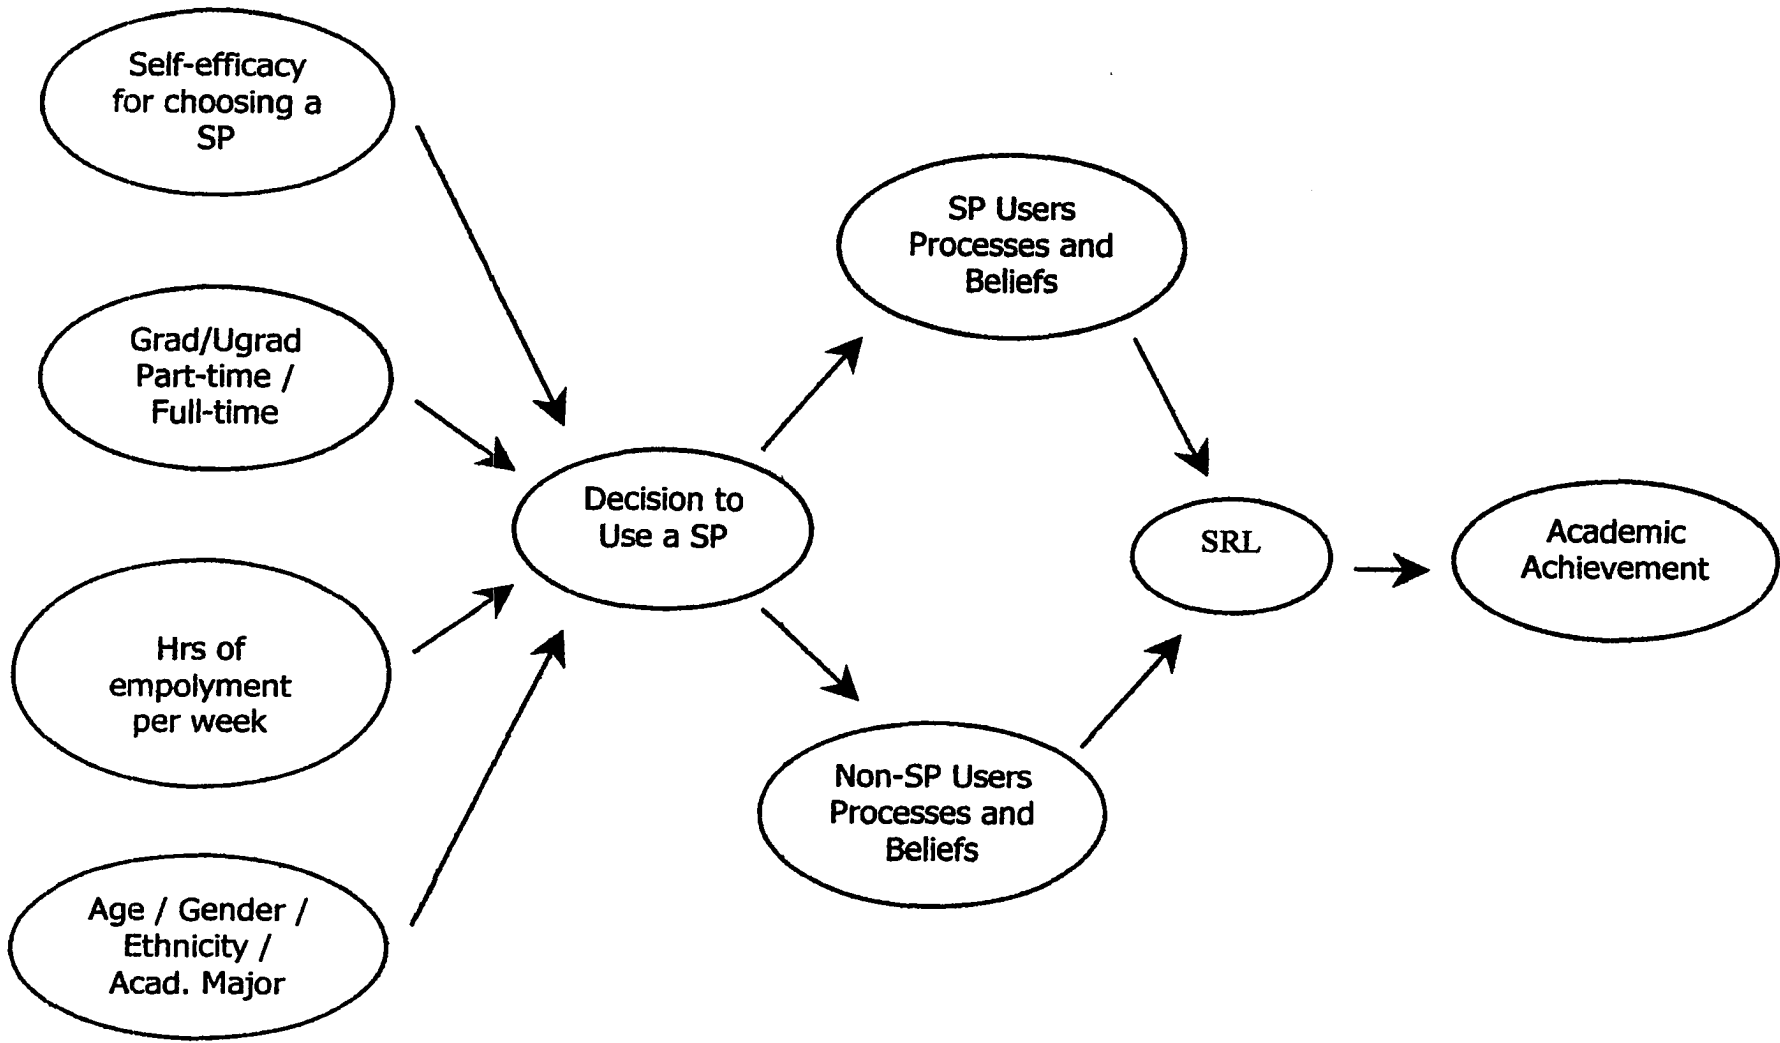 Self-efficacy
for choosing a
SP
Grad/Ugrad
Part-time /
Full-time
Hrs of
empolyment
per week
Age / Gender /
Ethnicity /
Acad. Major
Decision to
Use a SP
SP Users
Processes and
Beliefs
Non-SP Users
Processes and
Beliefs
SRL
Academic
Achievement